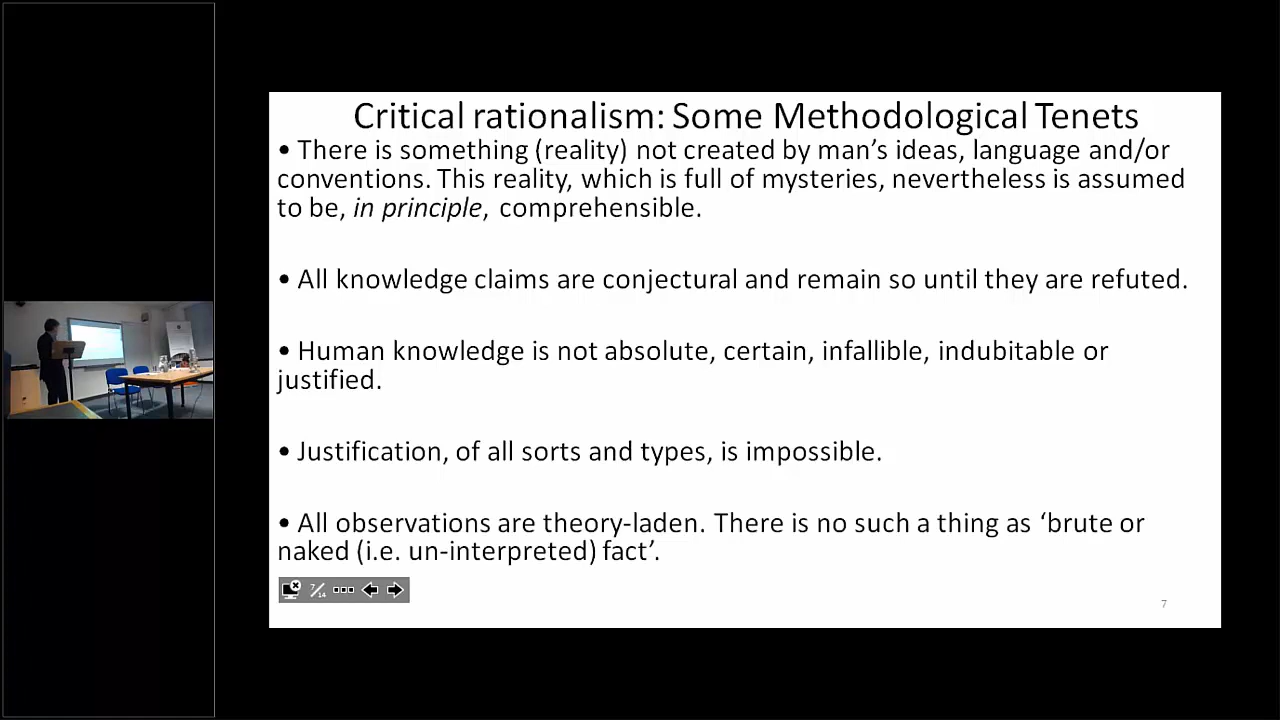 Critical rationalism: Some Methodological Tenets
• There is something (reality) not created by man’s ideas, language and/or
conventions. This reality, which is full of mysteries, nevertheless is assumed
to be, in principle, comprehensible.
• All knowledge claims are conjectural and remain so until they are refuted.
• Human knowledge is not absolute, certain, infallible, indubitable or
justified.
• Justification, of all sorts and types, is impossible.
• All observations are theory-laden. There is no such a thing as ‘brute or
naked (i.e. un-interpreted) fact’.
7/14
7